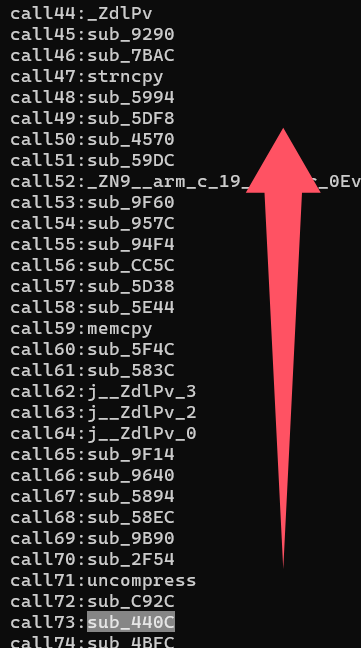 call44:_ZdlPv
call45:sub_9290
call46:sub_7BAC
call47:strncpy
call48:sub_5994
call49:sub_5DF8
call50:sub_4570
call51:sub_59DC
call52:_ZN9__arm_c_19_
call53:sub_9F60
call54:sub_957C
call55:sub_94F4
call56:sub_CC5C
call57:sub_5D38
call58:sub_5E44
call59:memcpy
call60:sub_5F4C
call61:sub_583C
call62:j__ZdlPv_3
call63:j__ZdlPv_2
call64:j__ZdlPv_0
call65:sub_9F14
call66:sub_9640
call67:sub_5894
call68:sub_58EC
call69:sub_9B90
call70:sub_2F54
call71:uncompress
call72:sub_C92C
call73:sub_440C
call74:sub_4BFC